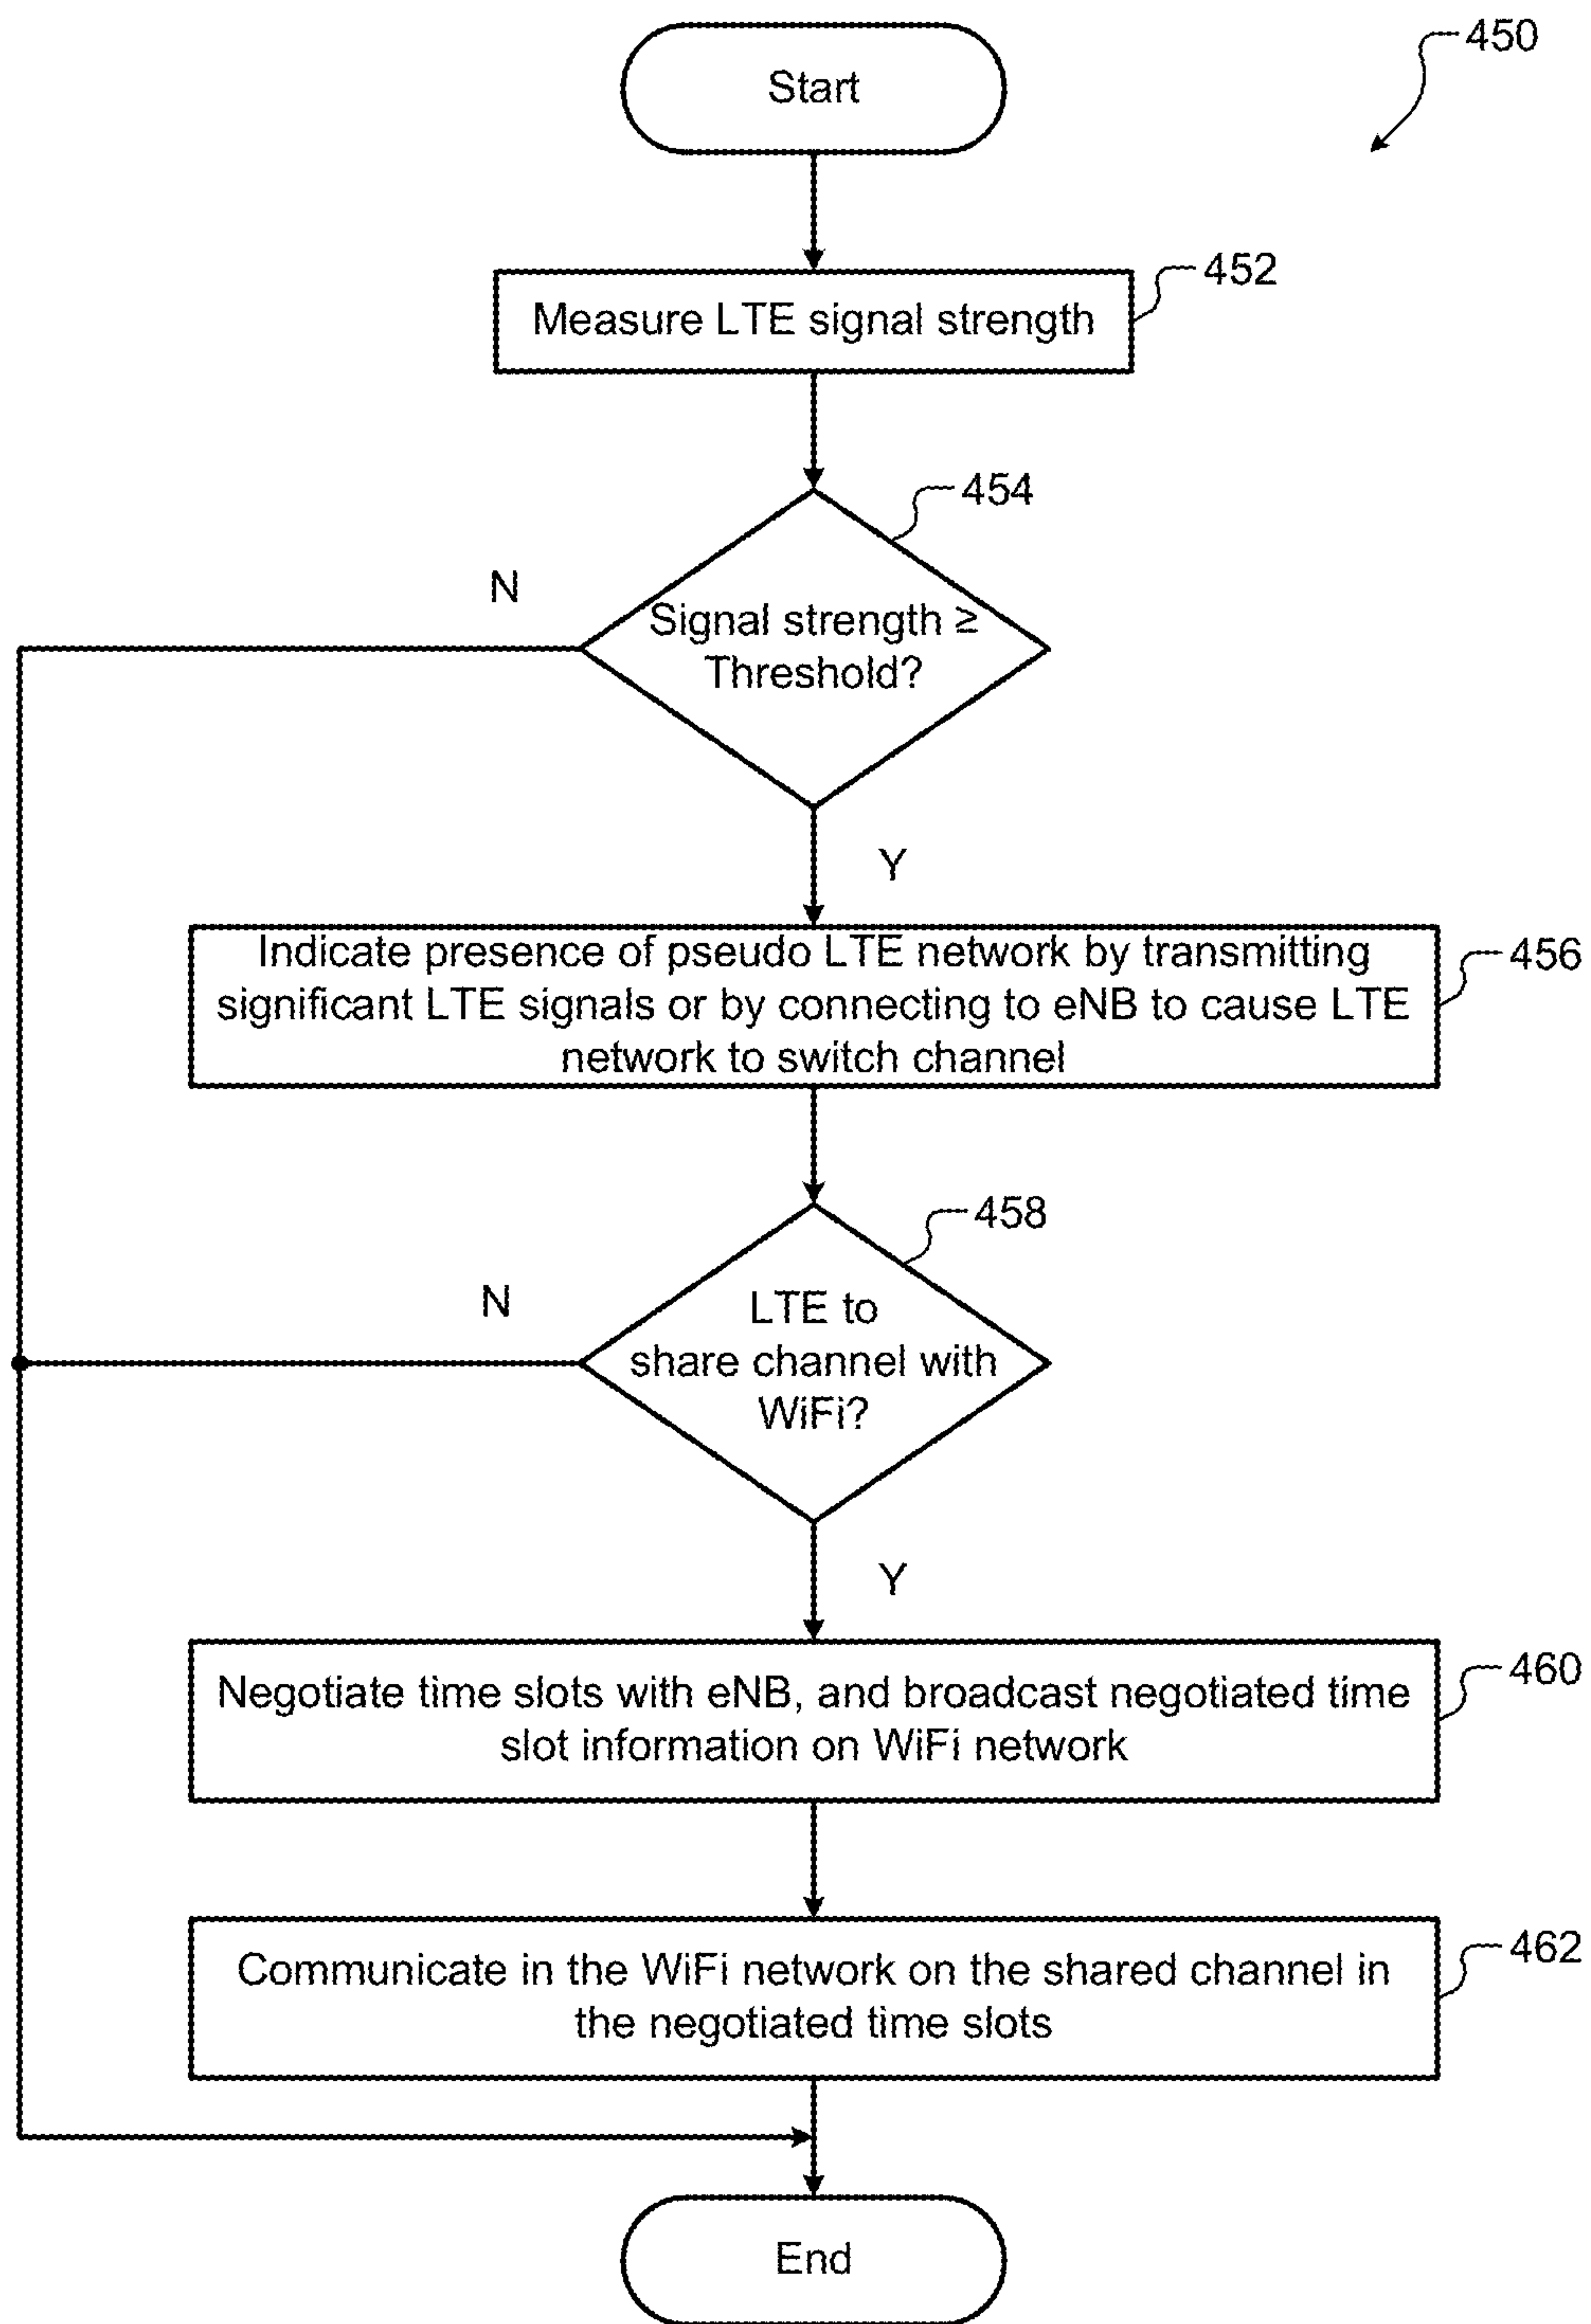 450
Start
452
Measure LTE signal strength
454
N
Signal strength ≥
Threshold?
Y
456
Indicate presence of pseudo LTE network by transmitting
significant LTE signals or by connecting to eNB to cause LTE
network to switch channel
458
N
LTE to
share channel with
WiFi?
Y
460
Negotiate time slots with eNB, and broadcast negotiated time
slot information on WiFi network
462
Communicate in the WiFi network on the shared channel in
the negotiated time slots
End